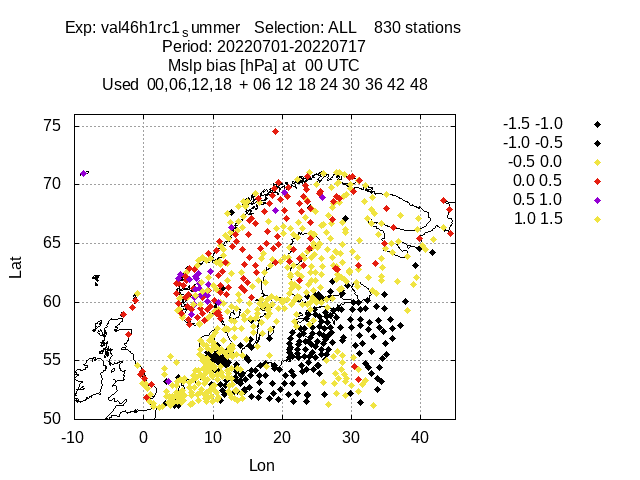 Exp: val46h1rc1summer Selection: ALL 830 stations
Period: 20220701-20220717
Mslp bias [hPa] at 00 UTC
Used 00,06,12,18 + 06 12 18 24 30 36 42 48
75
70
65
60
55
50
-10 0 10 20 30 40
Lat
Lon
-1.5 -1.0
-1.0 -0.5
-0.5 0.0
0.0 0.5
0.5 1.0
1.0 1.5